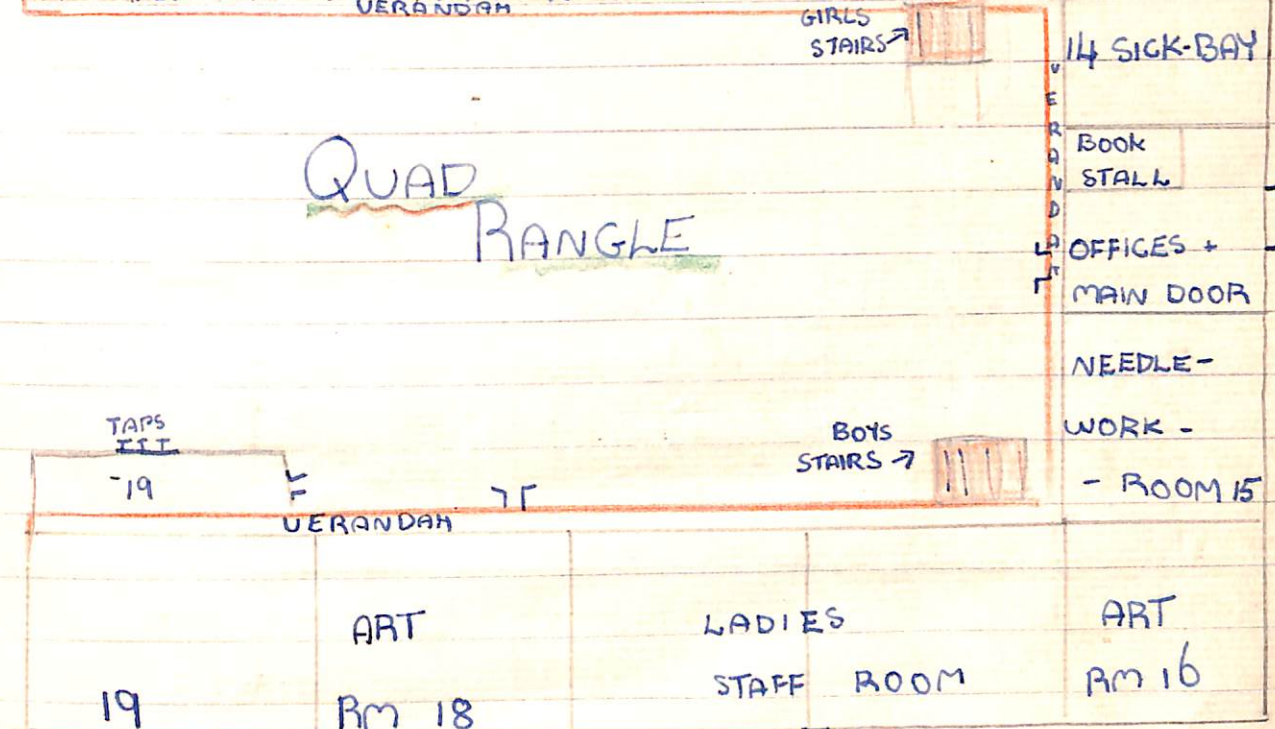 VERANDAH
GIRLS
STAIRS
14 SICK-BAY
VERANDAH
BOOK
STALL
QUAD
RANGLE
OFFICES +
MAIN DOOR
NEEDLE-
WORK -
- ROOM 15
TAPS
-19
BOYS
STAIRS
VERANDAH
19
ART
RM 18
LADIES
STAFF ROOM
ART
RM 16